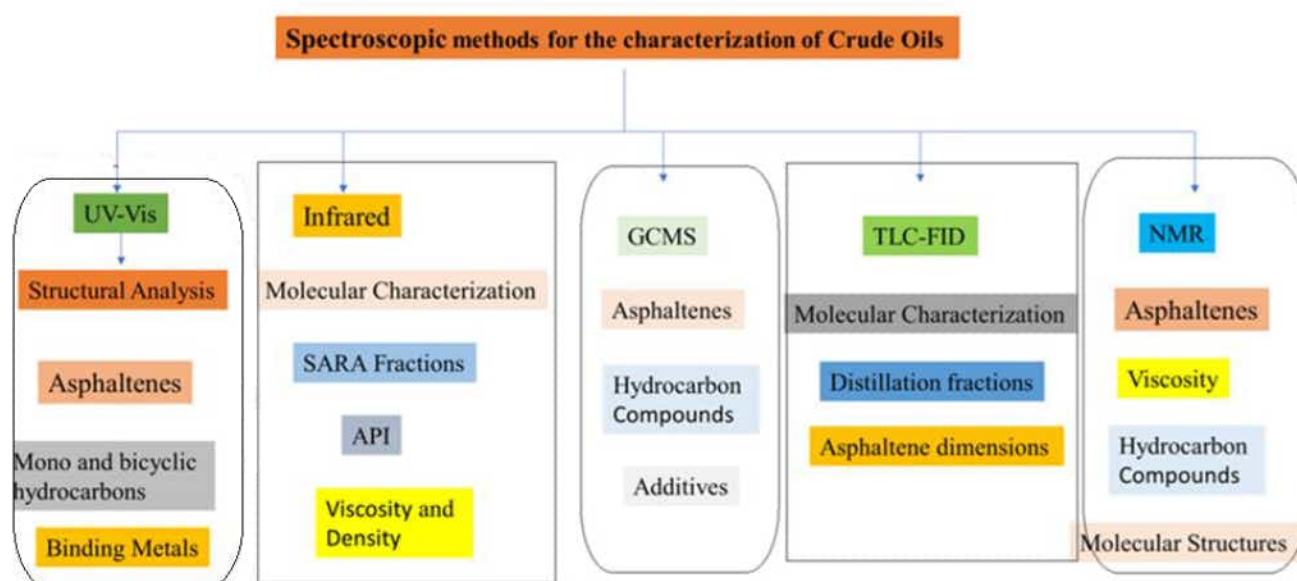 Spectroscopic methods for the characterization of Crude Oils
UV-Vis
Structural Analysis
Asphaltenes
Mono and bicyclic
hydrocarbons
Binding Metals
Infrared
Molecular Characterization
SARA Fractions
API
Viscosity and
Density
GCMS
Asphaltenes
Hydrocarbon
Compounds
Additives
TLC-FID
Molecular Characterization
Distillation fractions
Asphaltene dimensions
NMR
Asphaltenes
Viscosity
Hydrocarbon
Compounds
Molecular Structures